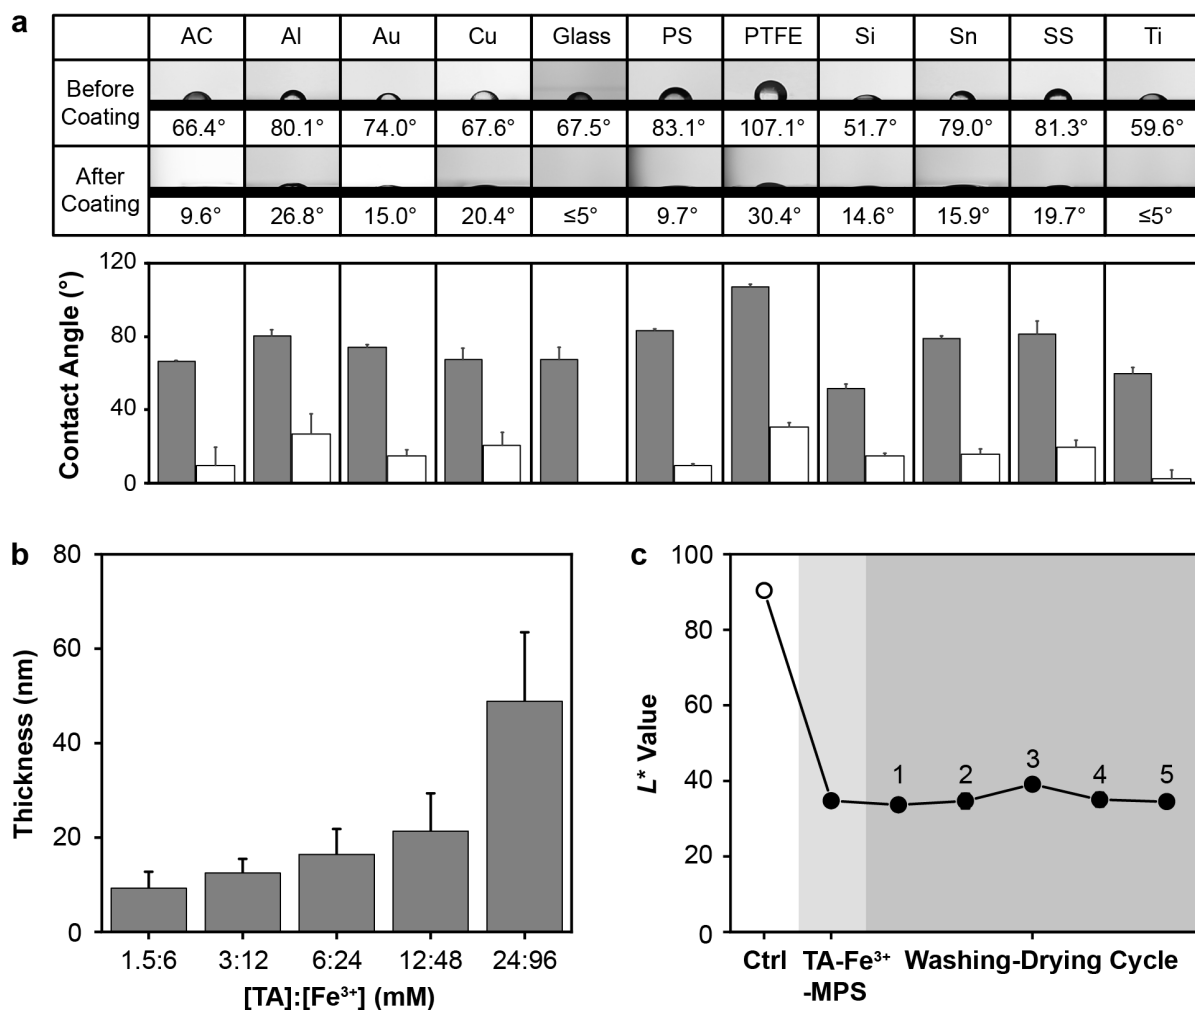 a
AC Al Au Cu Glass PS PTFE Si Sn SS Ti
Before
Coating
66.4° 80.1° 74.0° 67.6° 67.5° 83.1° 107.1° 51.7° 79.0° 81.3° 59.6°
After
Coating
9.6° 26.8° 15.0° 20.4° ≤5° 9.7° 30.4° 14.6° 15.9° 19.7° ≤5°
Contact Angle (°)
120
80
40
0
b
Thickness (nm)
80
60
40
20
0
1.5:6 3:12 6:24 12:48 24:96
[TA]:[Fe³⁺] (mM)
c
L* Value
100
80
60
40
20
0
1 2 3 4 5
Ctrl TA-Fe³⁺ Washing-Drying Cycle
-MPS